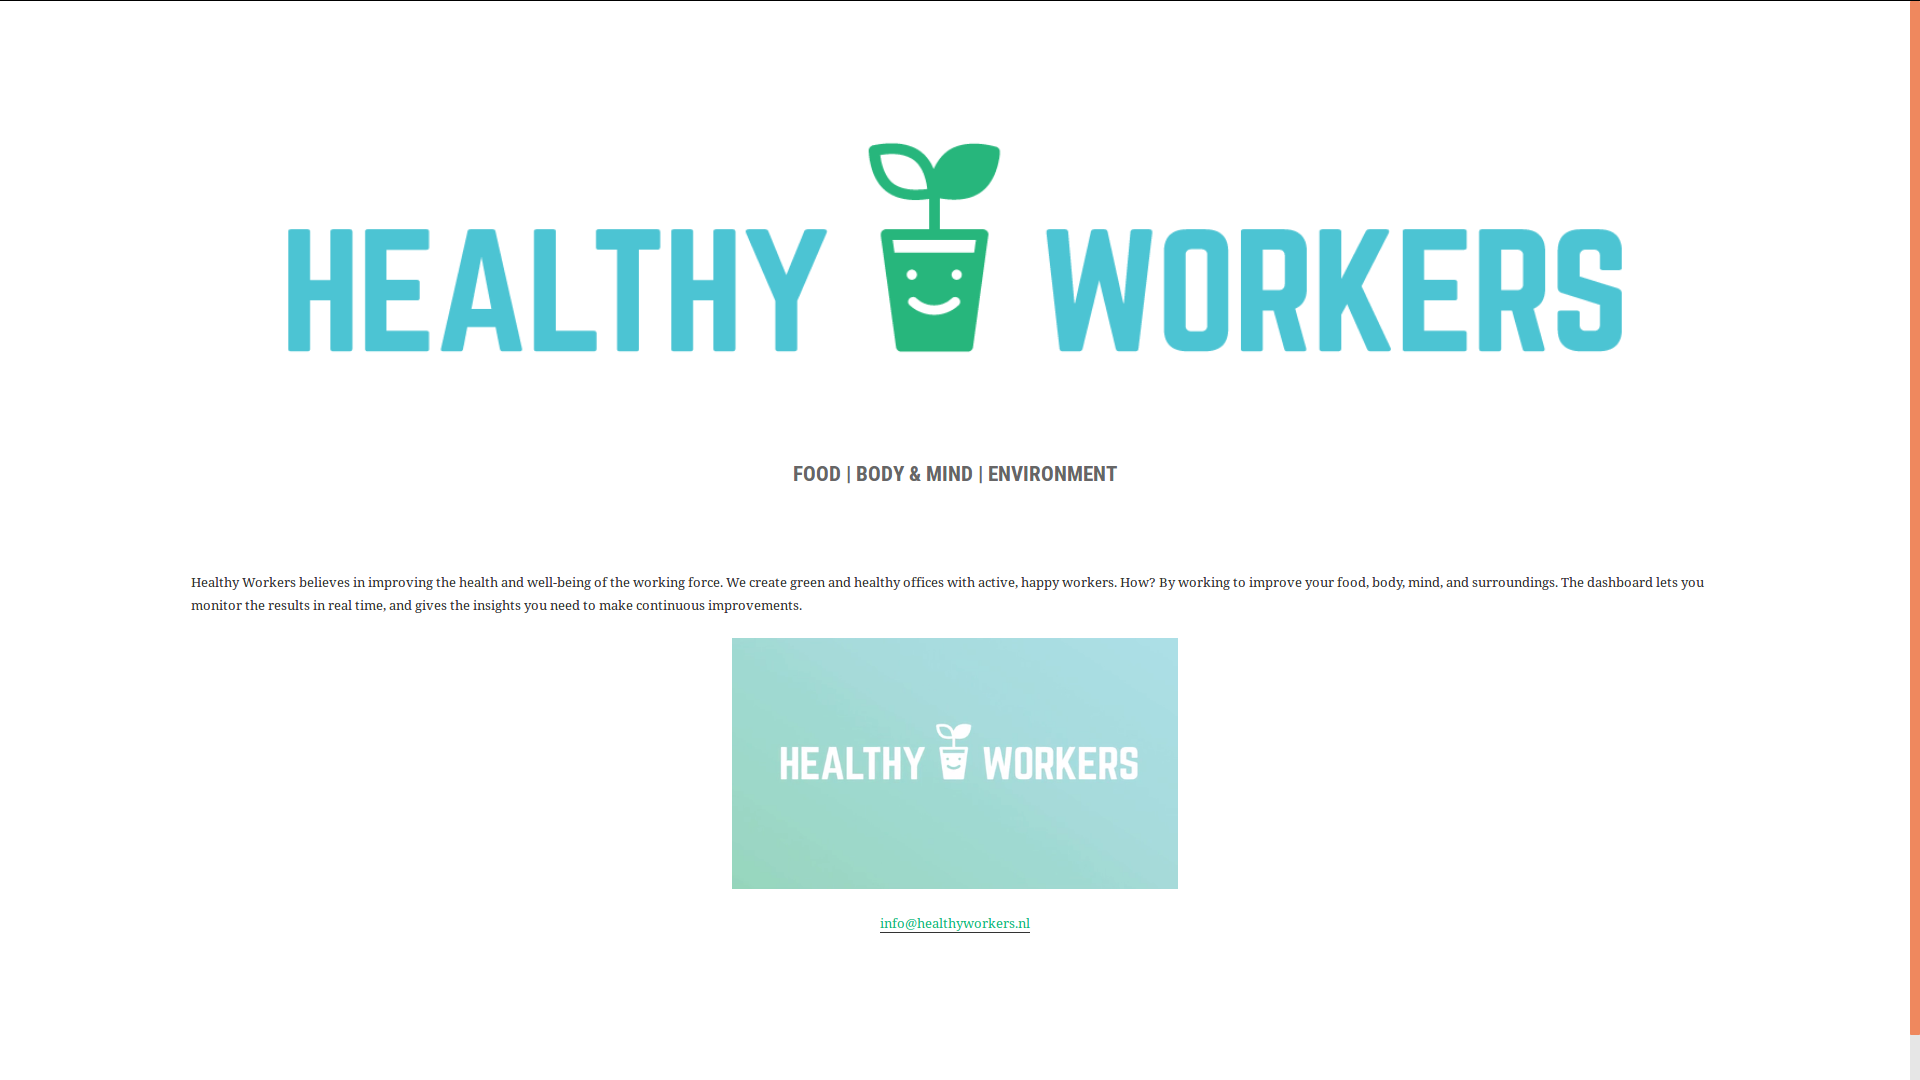 HEALTHY WORKERS
FOOD | BODY & MIND | ENVIRONMENT
Healthy Workers believes in improving the health and well-being of the working force. We create green and healthy offices with active, happy workers. How? By working to improve your food, body, mind, and surroundings. The dashboard lets you
monitor the results in real time, and gives the insights you need to make continuous improvements.
HEALTHY WORKERS
info@healthyworkers.nl